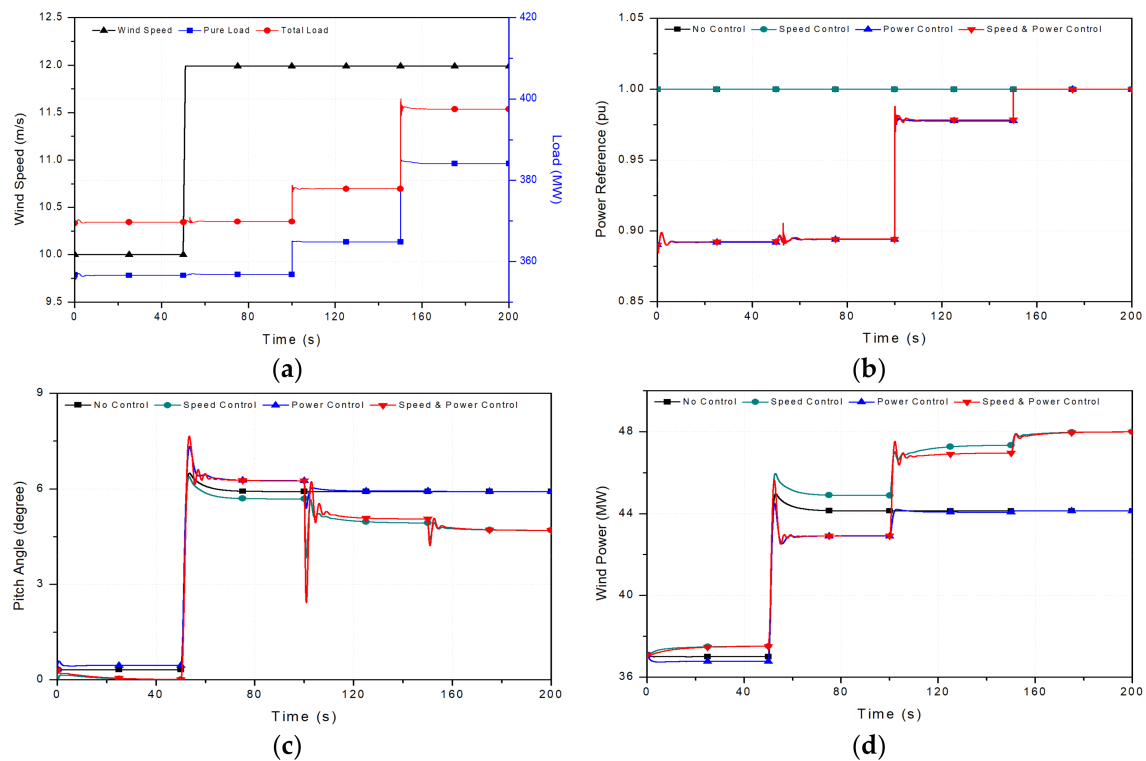 12.5
12.0
11.5
11.0
10.5
10.0
9.5
Wind Speed (m/s)
Wind Speed Pure Load Total Load
420
400
380
360
Load (MW)
0 40 80 120 160 200
Time (s)
(a)
1.05
1.00
0.95
0.90
0.85
Power Reference (pu)
No Control Speed Control Power Control Speed & Power Control
0 40 80 120 160 200
Time (s)
(b)
9
6
3
0
Pitch Angle (degree)
No Control Speed Control Power Control Speed & Power Control
0 40 80 120 160 200
Time (s)
(c)
48
44
40
36
Wind Power (MW)
No Control Speed Control Power Control Speed & Power Control
0 40 80 120 160 200
Time (s)
(d)